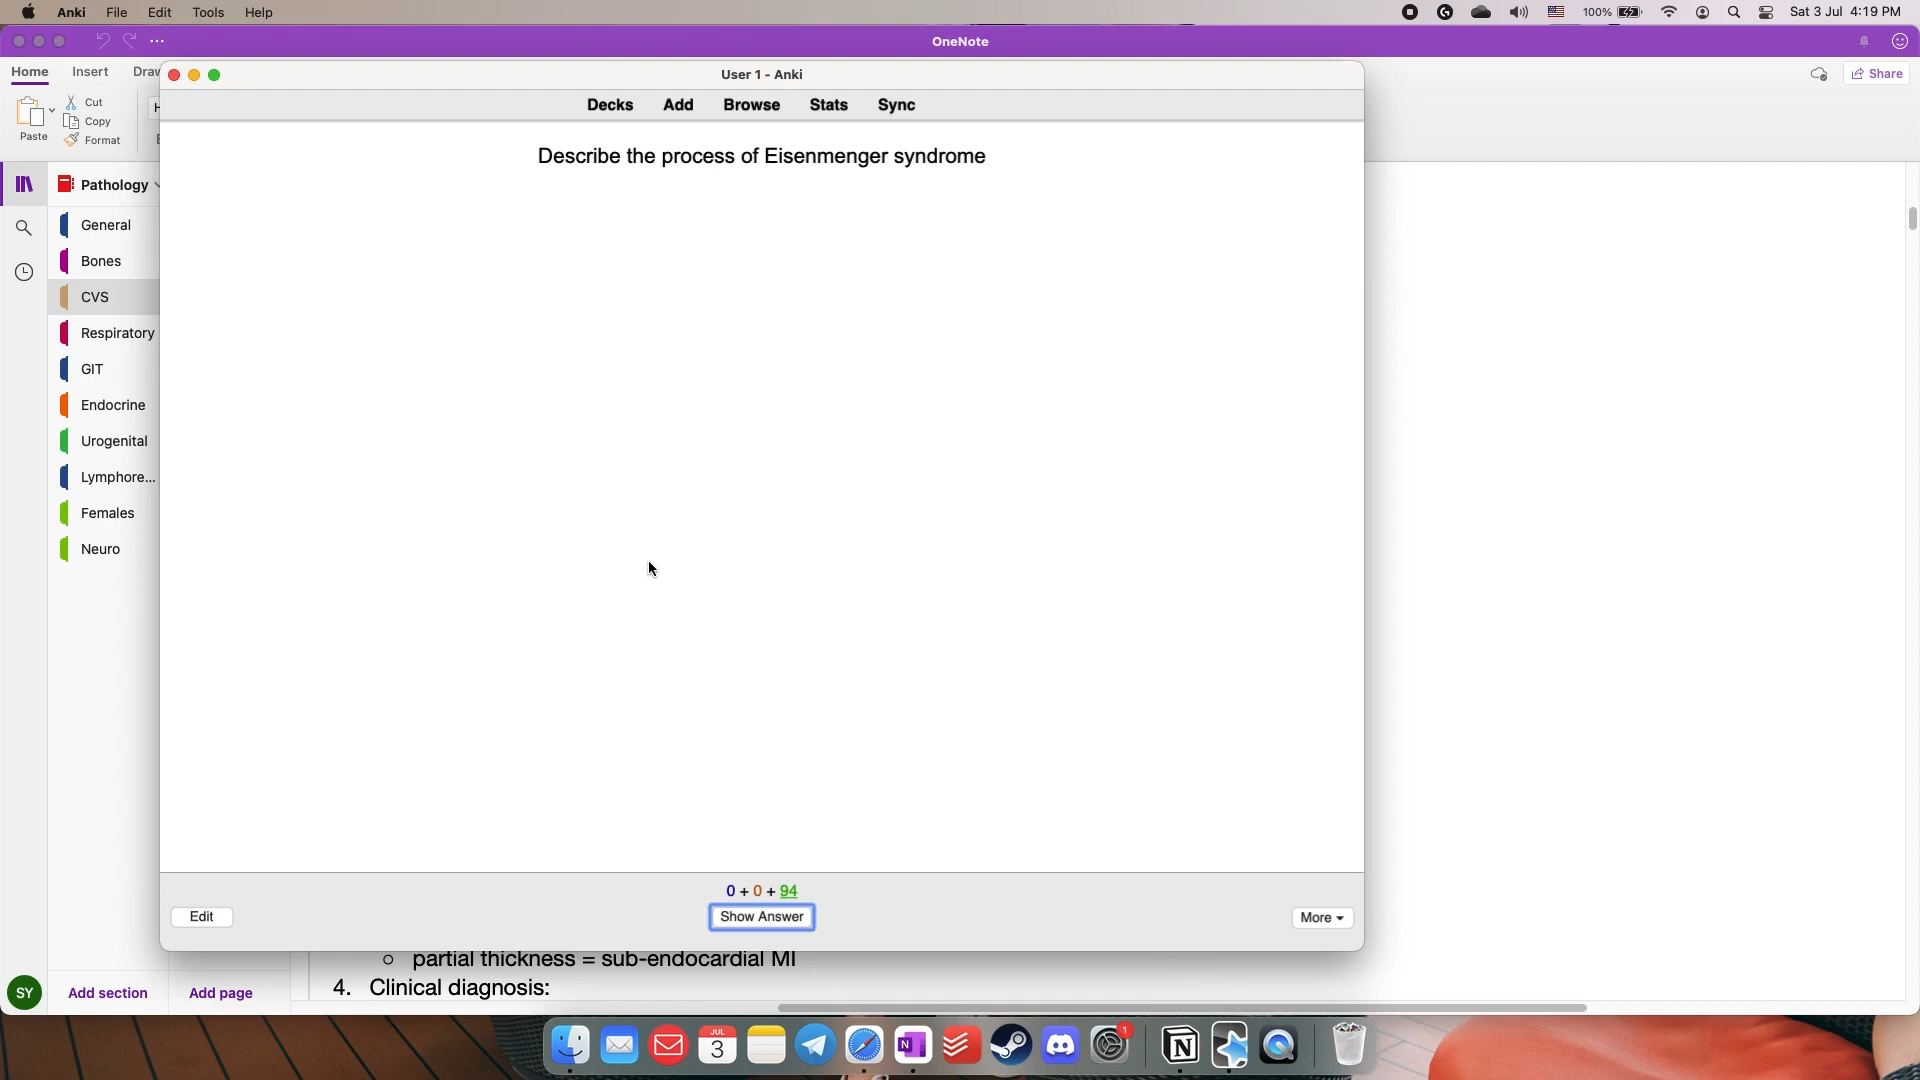 Anki File Edit Tools Help
100% Sat 3 Jul 4:19 PM
OneNote
Home Insert
Share
User 1 - Anki
Cut
Copy
Paste
Format
Decks Add Browse Stats Sync
Describe the process of Eisenmenger syndrome
Pathology
General
Bones
CVS
Respiratory
GIT
Endocrine
Urogenital
Lymphore...
Females
Neuro
0 + 0 + 94
Edit Show Answer More
partial thickness = sub-endocardial MI
4. Clinical diagnosis:
SY Add section Add page
JUL
3
1